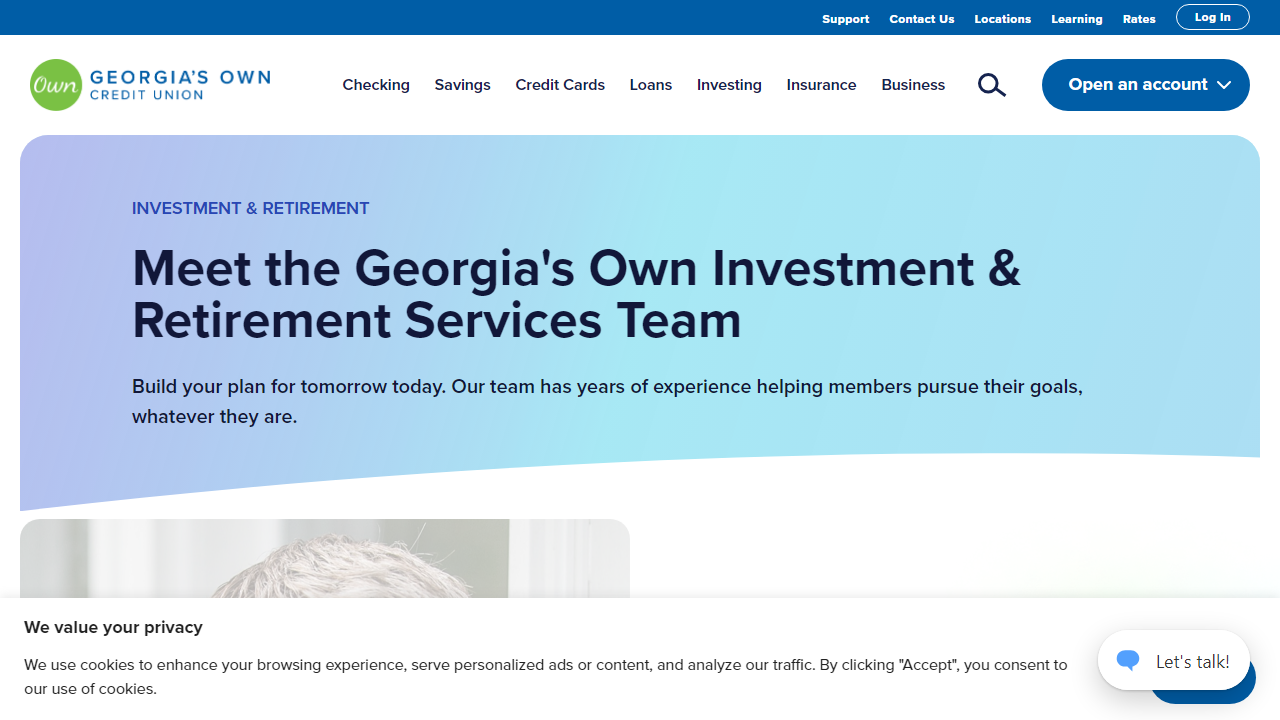 Support Contact Us Locations Learning Rates Log In
Own GEORGIA'S OWN
CREDIT UNION
Checking Savings Credit Cards Loans Investing Insurance Business Open an account
INVESTMENT & RETIREMENT
Meet the Georgia's Own Investment &
Retirement Services Team
Build your plan for tomorrow today. Our team has years of experience helping members pursue their goals,
whatever they are.
We value your privacy
We use cookies to enhance your browsing experience, serve personalized ads or content, and analyze our traffic. By clicking "Accept", you consent to
our use of cookies.
Let's talk!